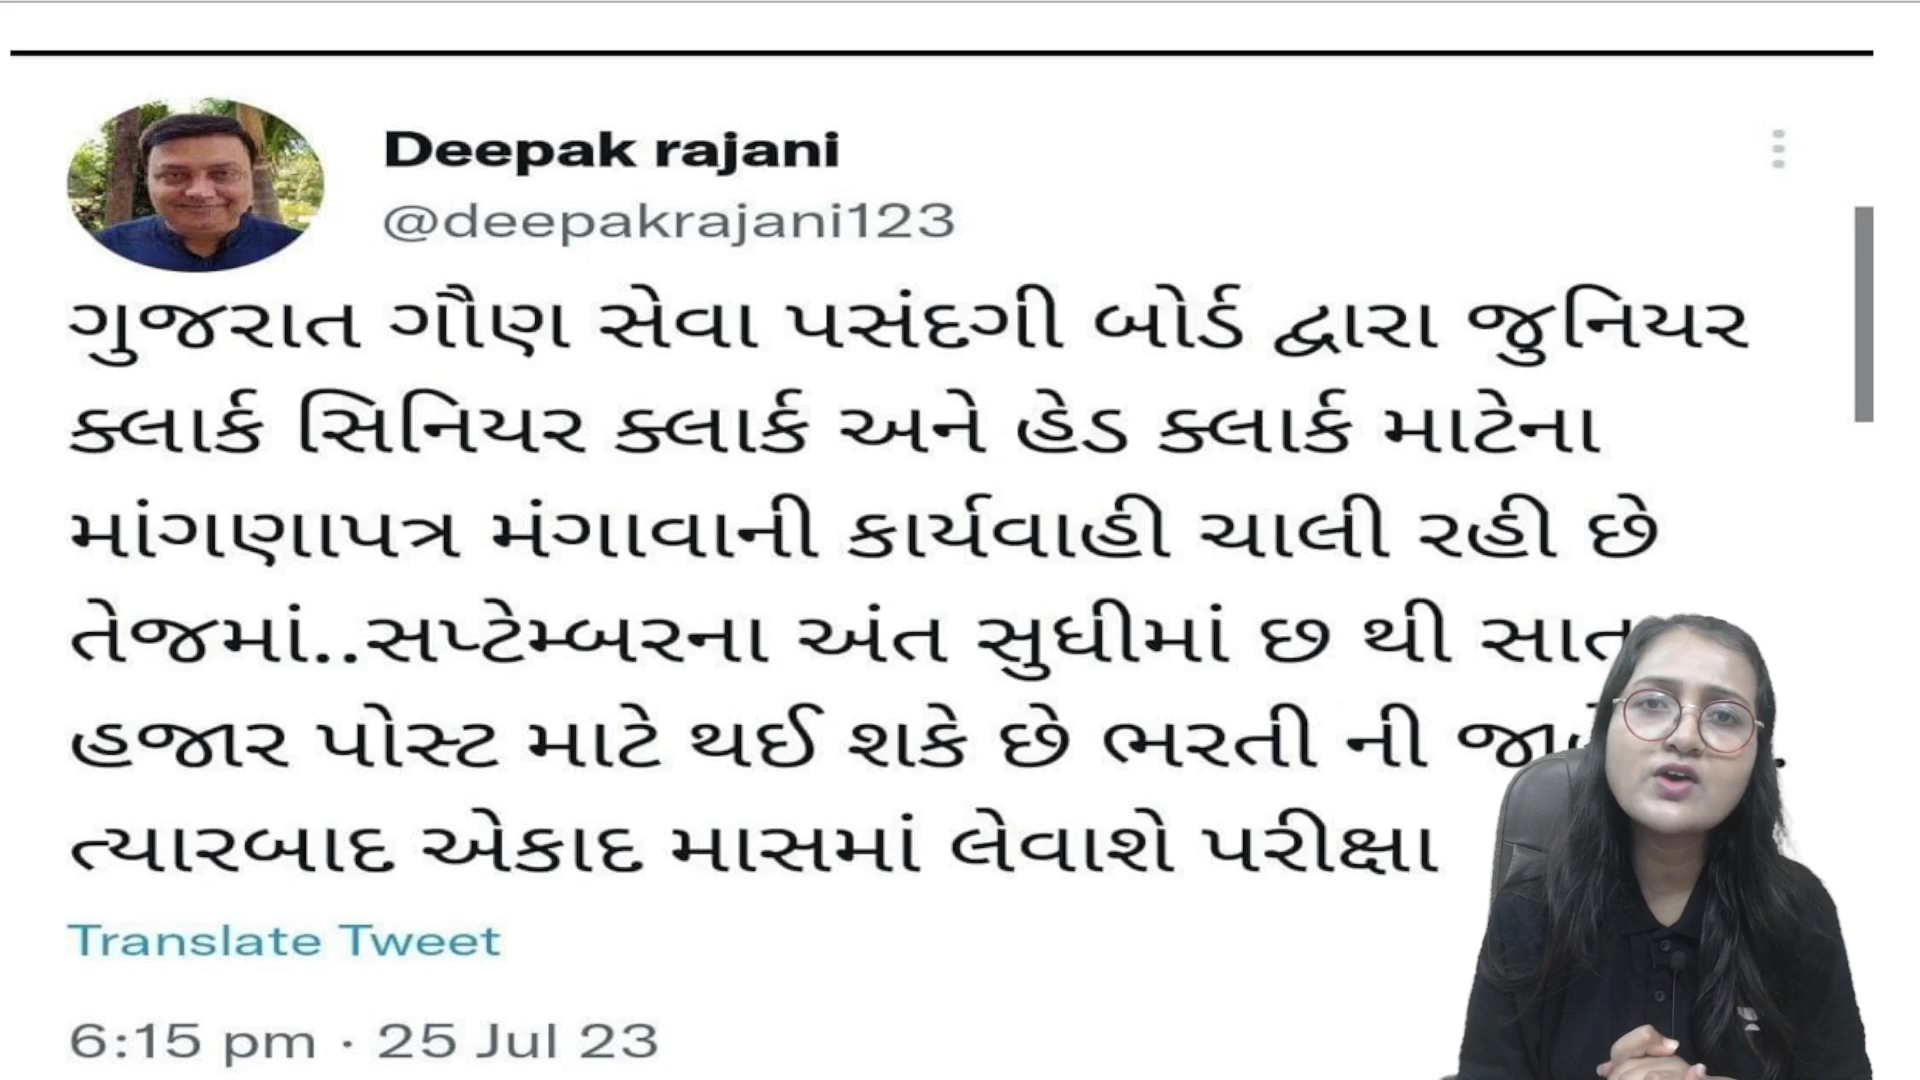 Deepak rajani
@deepakrajani123
ગુજરાત ગૌણ સેવા પસંદગી બોર્ડ દ્વારા જુનિયર
ક્લાર્ક સિનિયર ક્લાર્ક અને હેડ ક્લાર્ક માટેના
માંગણાપત્ર મંગાવાની કાર્યવાહી ચાલી રહી છે
તેજમાં..સપ્ટેમ્બરના અંત સુધીમાં છ થી સાત
હજાર પોસ્ટ માટે થઈ શકે છે ભરતી ની
ત્યારબાદ એકાદ માસમાં લેવાશે પરીક્ષા
Translate Tweet
6:15 pm · 25 Jul 23